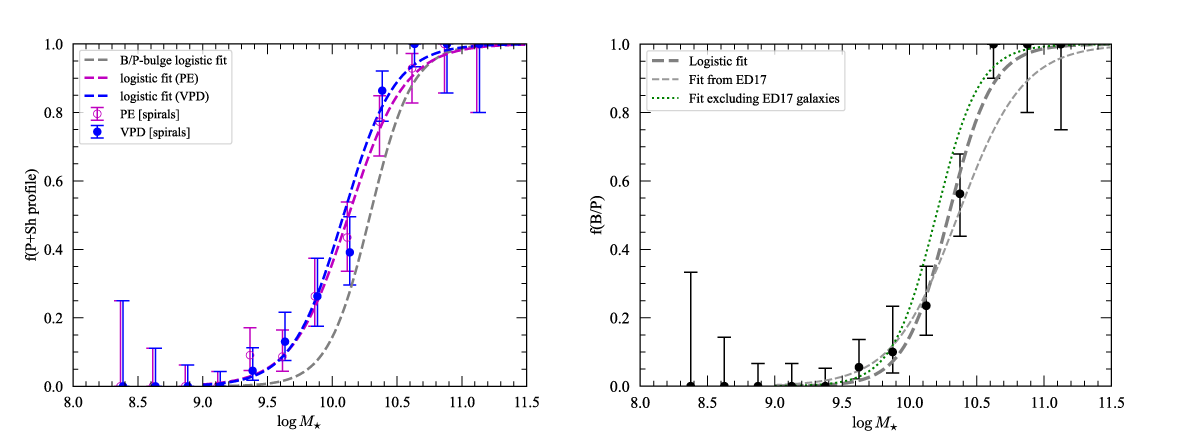 1.0
0.8
0.6
0.4
0.2
0.0
f(P+Sh profile)
B/P-bulge logistic fit
logistic fit (PE)
logistic fit (VPD)
PE [spirals]
VPD [spirals]
8.0 8.5 9.0 9.5 10.0 10.5 11.0 11.5
log M⋆
1.0
0.8
0.6
0.4
0.2
0.0
f(B/P)
Logistic fit
Fit from ED17
Fit excluding ED17 galaxies
8.0 8.5 9.0 9.5 10.0 10.5 11.0 11.5
log M⋆